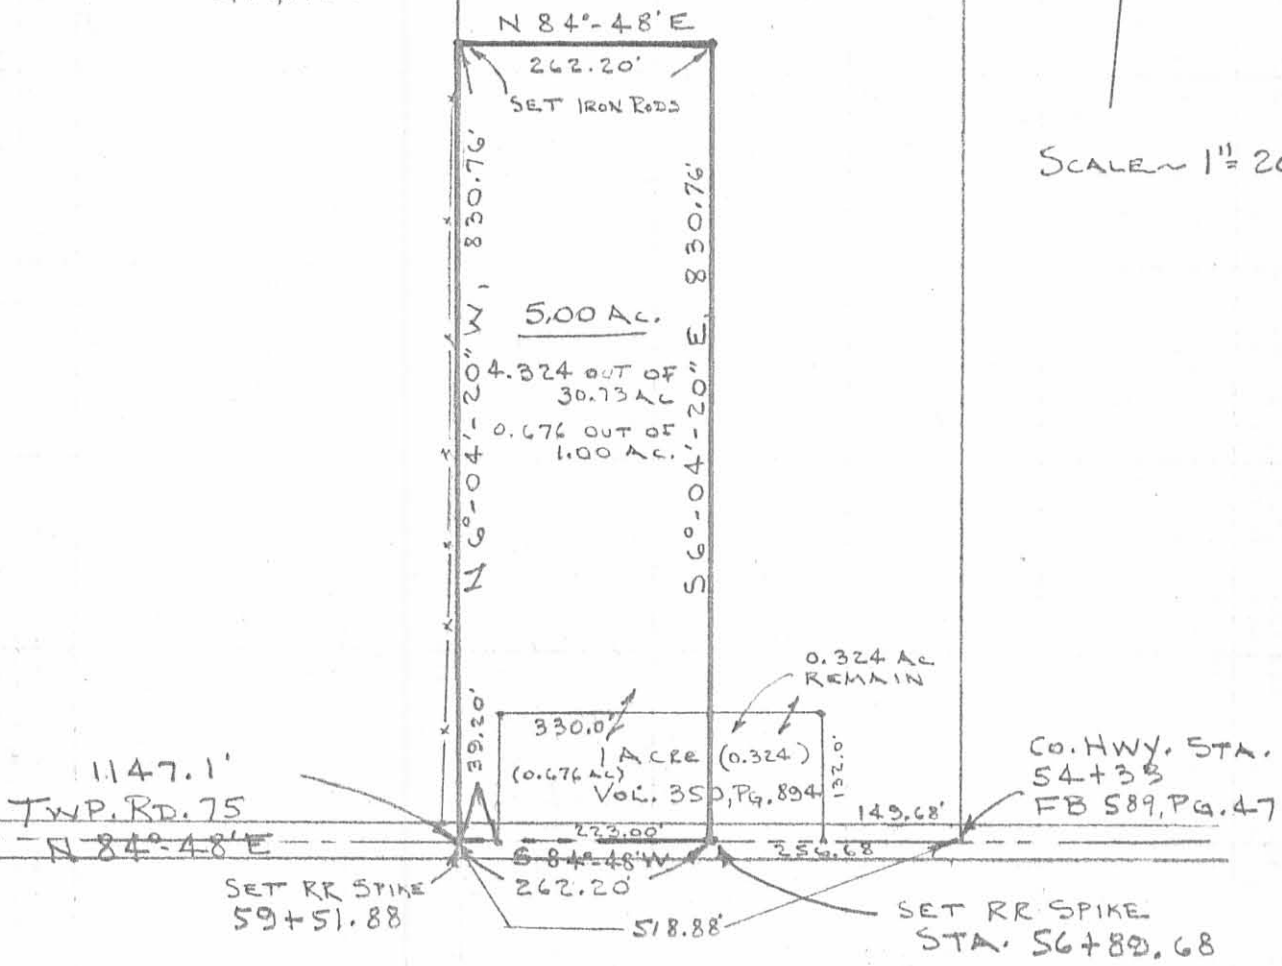 N 84°-48'E
262.20'
SET IRON RODS
SCALE~ 1"= 20
N 6°-04'-20" W, 830.76'
S 6°-04'-20" E, 830.76'
5.00 AC.
4.324 OUT OF
30.73 AC
0.676 OUT OF
1.00 AC.
0.324 AC
REMAIN
39.20'
330.0'
1 ACRE (0.324)
(0.676 AC)
VOL. 350, PG. 894
132.0'
1147.1'
TWP. RD. 75
N 84°-48'E
223.00'
S 84°-48'W
262.20'
256.68
149.68'
CO. HWY. STA.
54+33
FB 589, PG. 47
SET RR SPIKE
59+51.88
518.88'
SET RR SPIKE
STA. 56+89.68